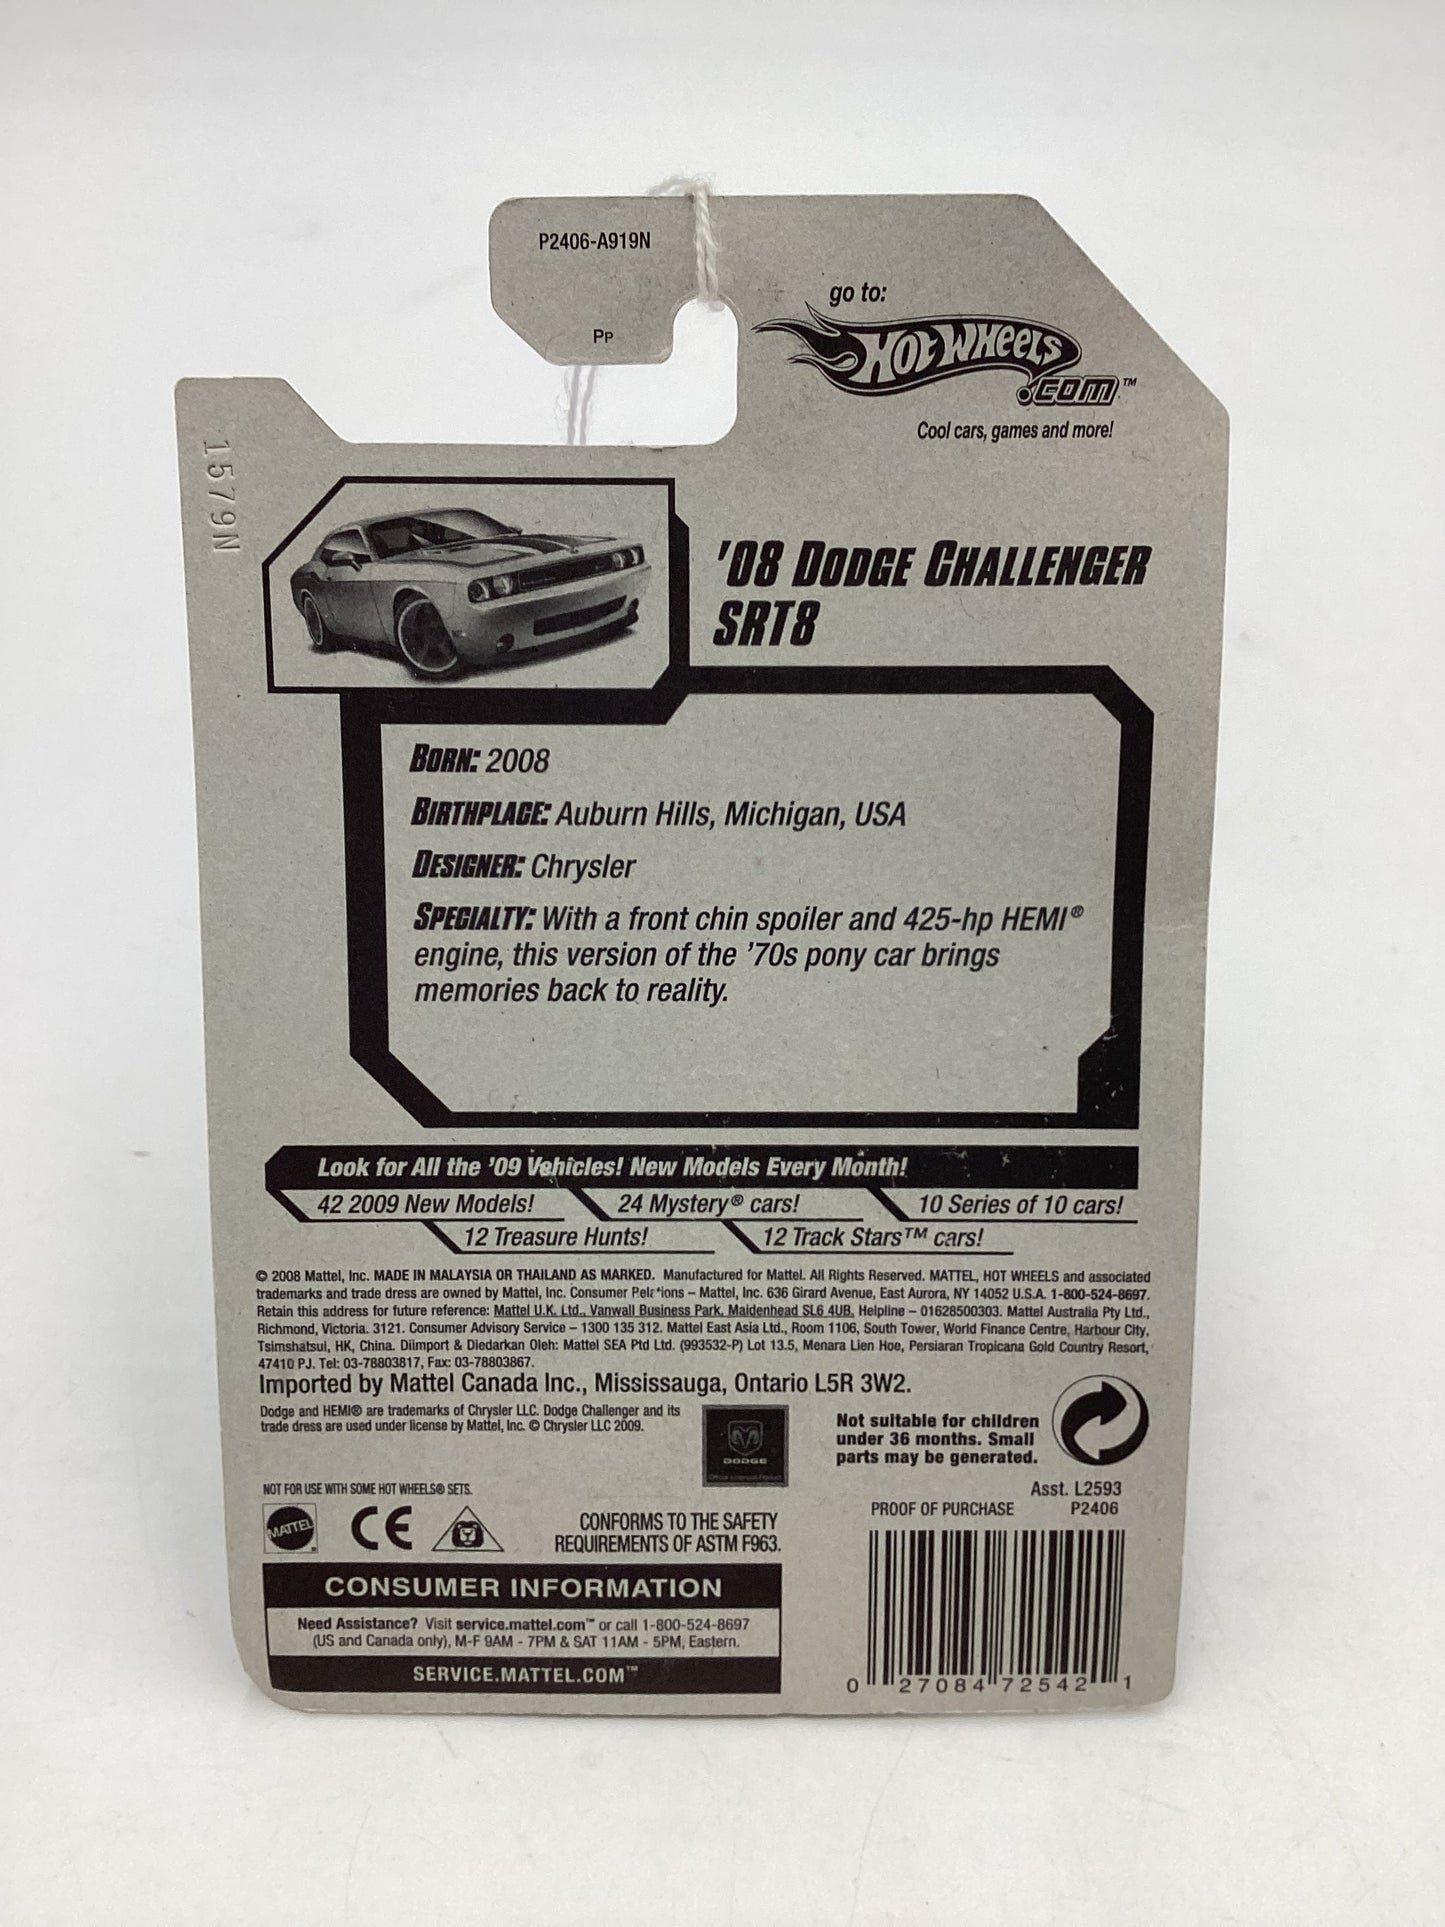 P2406-A919N
PP
go to:
HOT WHEELS
.COM™
Cool cars, games and more!
1579N
'08 DODGE CHALLENGER
SRT8
BORN: 2008
BIRTHPLACE: Auburn Hills, Michigan, USA
DESIGNER: Chrysler
SPECIALTY: With a front chin spoiler and 425-hp HEMI®
engine, this version of the '70s pony car brings
memories back to reality.
Look for All the '09 Vehicles! New Models Every Month!
42 2009 New Models! 24 Mystery® cars! 10 Series of 10 cars!
12 Treasure Hunts! 12 Track Stars™ cars!
© 2008 Mattel, Inc. MADE IN MALAYSIA OR THAILAND AS MARKED. Manufactured for Mattel. All Rights Reserved. MATTEL, HOT WHEELS and associated
trademarks and trade dress are owned by Mattel, Inc. Consumer – Mattel, Inc. 636 Girard Avenue, East Aurora, NY 14052 U.S.A. 1-800-524-8697.
Retain this address for future reference: Mattel U.K. Ltd., Vanwall Business Park, Maidenhead SL6 4UB. Helpline – 01628500303. Mattel Australia Pty Ltd.,
Richmond, Victoria. 3121. Consumer Advisory Service – 1300 135 312. Mattel East Asia Ltd., Room 1106, South Tower, World Finance Centre, Harbour City,
Tsimshatsui, HK, China. Diimport & Diedarkan Oleh: Mattel SEA Ptd Ltd. (993532-P) Lot 13.5, Menara Lien Hoe, Persiaran Tropicana Gold Country Resort,
47410 PJ. Tel: 03-78803817, Fax: 03-78803867.
Imported by Mattel Canada Inc., Mississauga, Ontario L5R 3W2.
Dodge and HEMI® are trademarks of Chrysler LLC. Dodge Challenger and its
trade dress are used under license by Mattel, Inc. © Chrysler LLC 2009.
DODGE
Official Licensed Product
Not suitable for children
under 36 months. Small
parts may be generated.
NOT FOR USE WITH SOME HOT WHEELS® SETS.
MATTEL
CE
CONFORMS TO THE SAFETY
REQUIREMENTS OF ASTM F963.
Asst. L2593
PROOF OF PURCHASE P2406
CONSUMER INFORMATION
Need Assistance? Visit service.mattel.com™ or call 1-800-524-8697
(US and Canada only), M-F 9AM - 7PM & SAT 11AM - 5PM, Eastern.
SERVICE.MATTEL.COM™
0 27084 72542 1